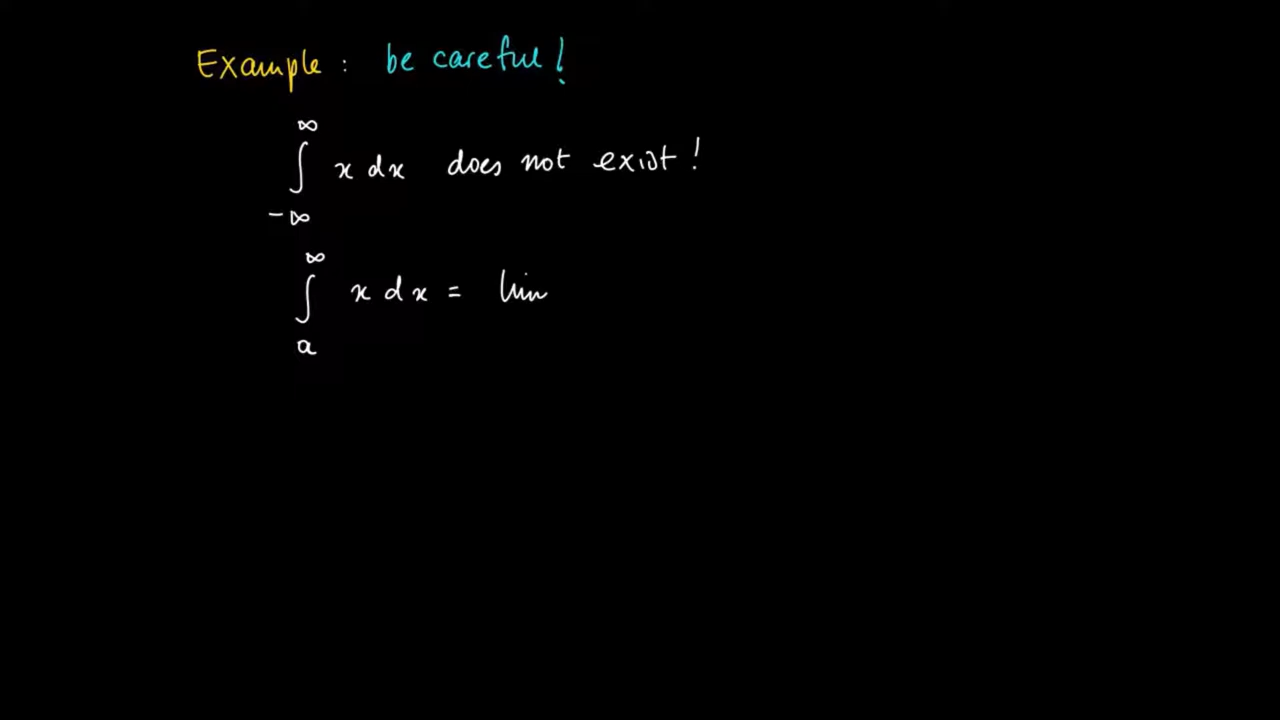 Example : be careful!
∫_{-∞}^{∞} x dx does not exist!
∫_{a}^{∞} x dx = lim